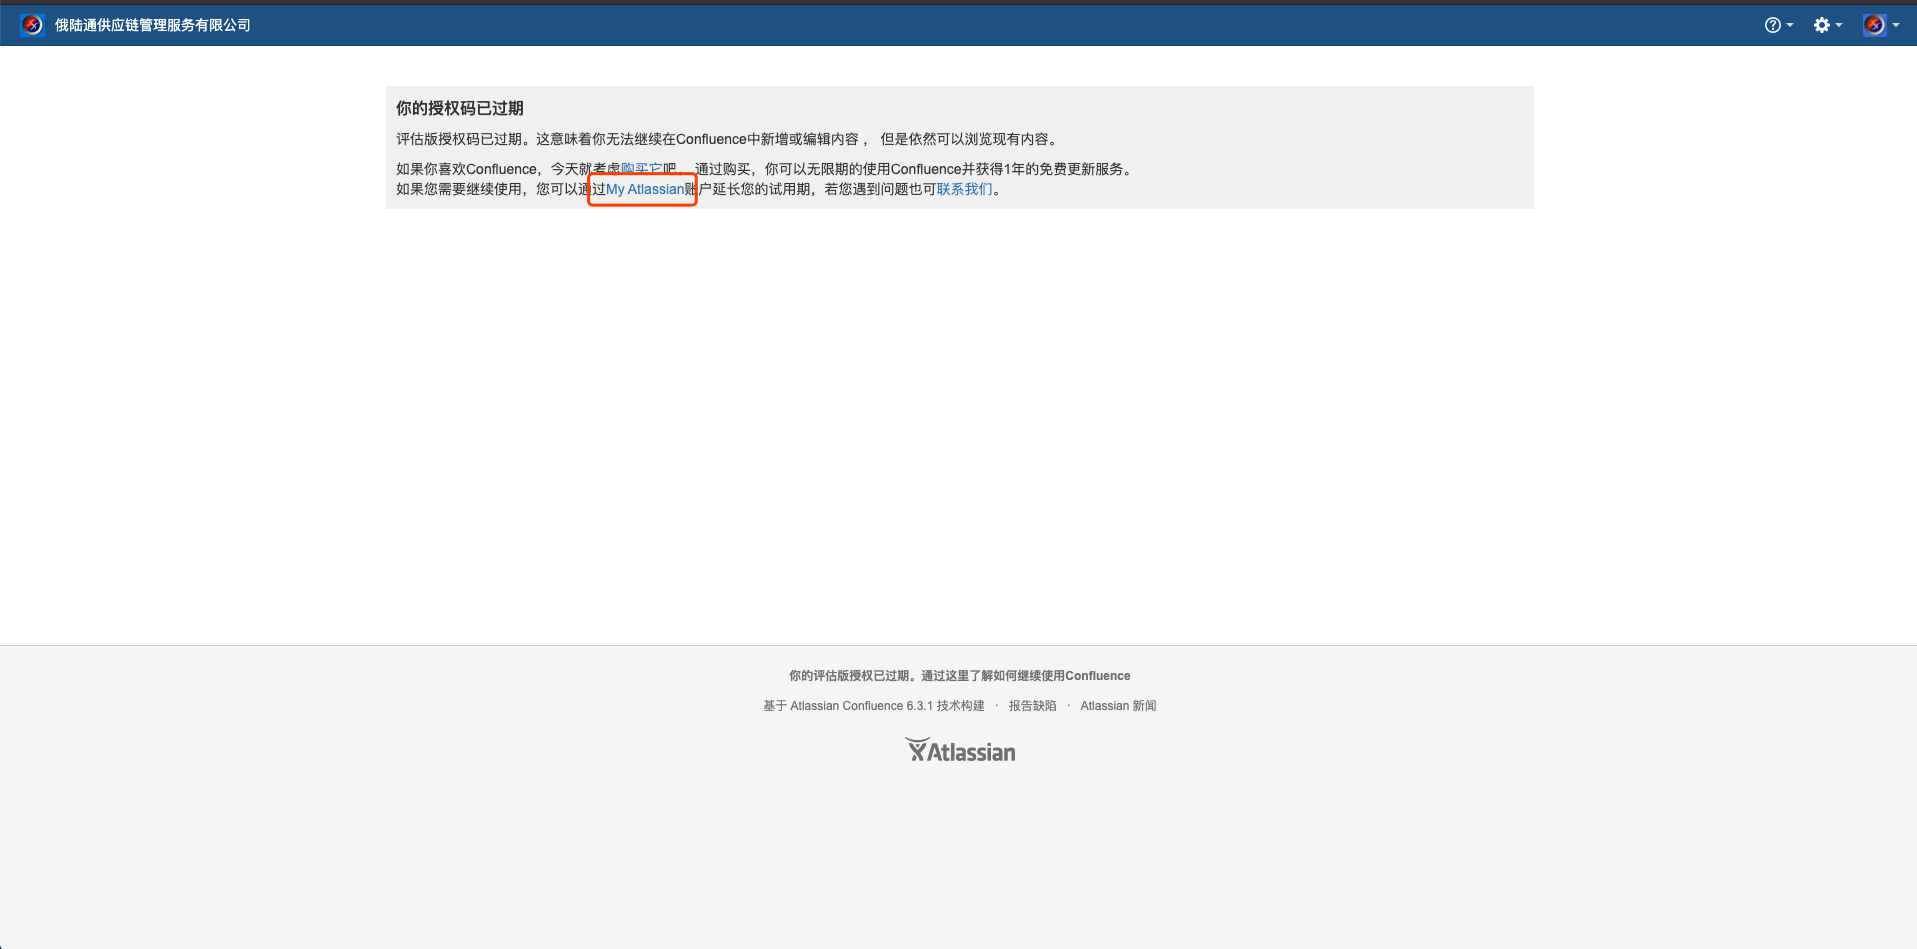 俄陆通供应链管理服务有限公司
你的授权码已过期
评估版授权码已过期。这意味着你无法继续在Confluence中新增或编辑内容 ， 但是依然可以浏览现有内容。
如果你喜欢Confluence，今天就考虑购买它吧。 通过购买，你可以无限期的使用Confluence并获得1年的免费更新服务。
如果您需要继续使用，您可以通过My Atlassian账户延长您的试用期，若您遇到问题也可联系我们。
你的评估版授权已过期。通过这里了解如何继续使用Confluence
基于 Atlassian Confluence 6.3.1 技术构建 · 报告缺陷 · Atlassian 新闻
Atlassian